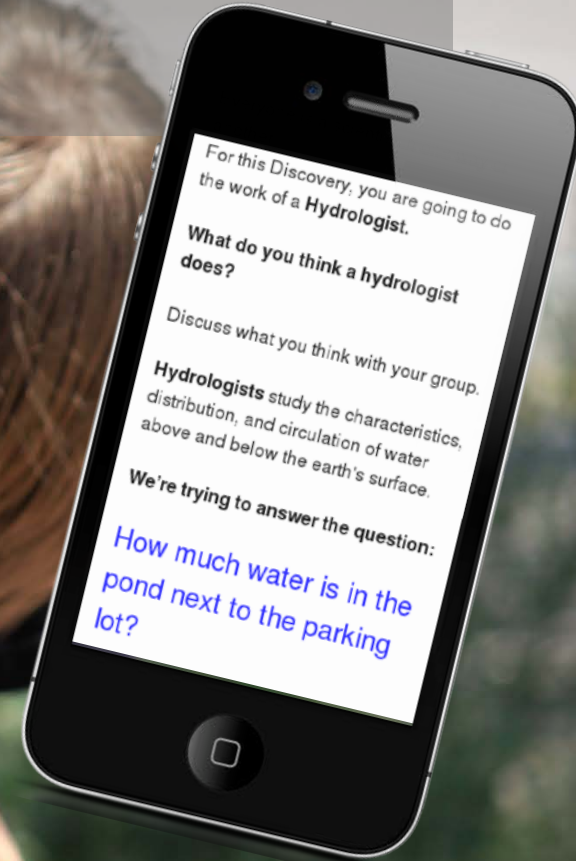 For this Discovery, you are going to do
the work of a Hydrologist.
What do you think a hydrologist
does?
Discuss what you think with your group.
Hydrologists study the characteristics,
distribution, and circulation of water
above and below the earth's surface.
We're trying to answer the question:
How much water is in the
pond next to the parking
lot?